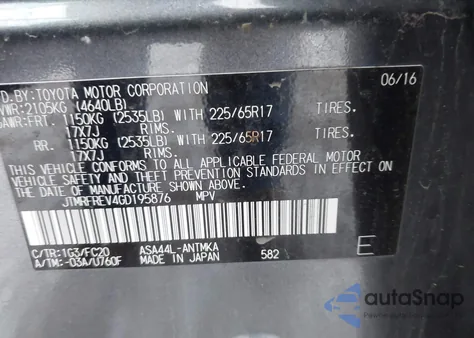 D.BY:TOYOTA MOTOR CORPORATION 06/16
VWR:2105KG (4640LB)
GAWR:FRT. 1150KG (2535LB) WITH 225/65R17 TIRES.
17X7J RIMS.
RR. 1150KG (2535LB) WITH 225/65R17 TIRES.
17X7J RIMS.
THIS VEHICLE CONFORMS TO ALL APPLICABLE FEDERAL MOTOR
VEHICLE SAFETY AND THEFT PREVENTION STANDARDS IN EFFECT
ON THE DATE OF MANUFACTURE SHOWN ABOVE.
JTMRFREV4GD195876 MPV
C/TR:1G3/FC20 ASA44L-ANTMKA
A/TM:-03A/U760F MADE IN JAPAN 582 E
autoSnap